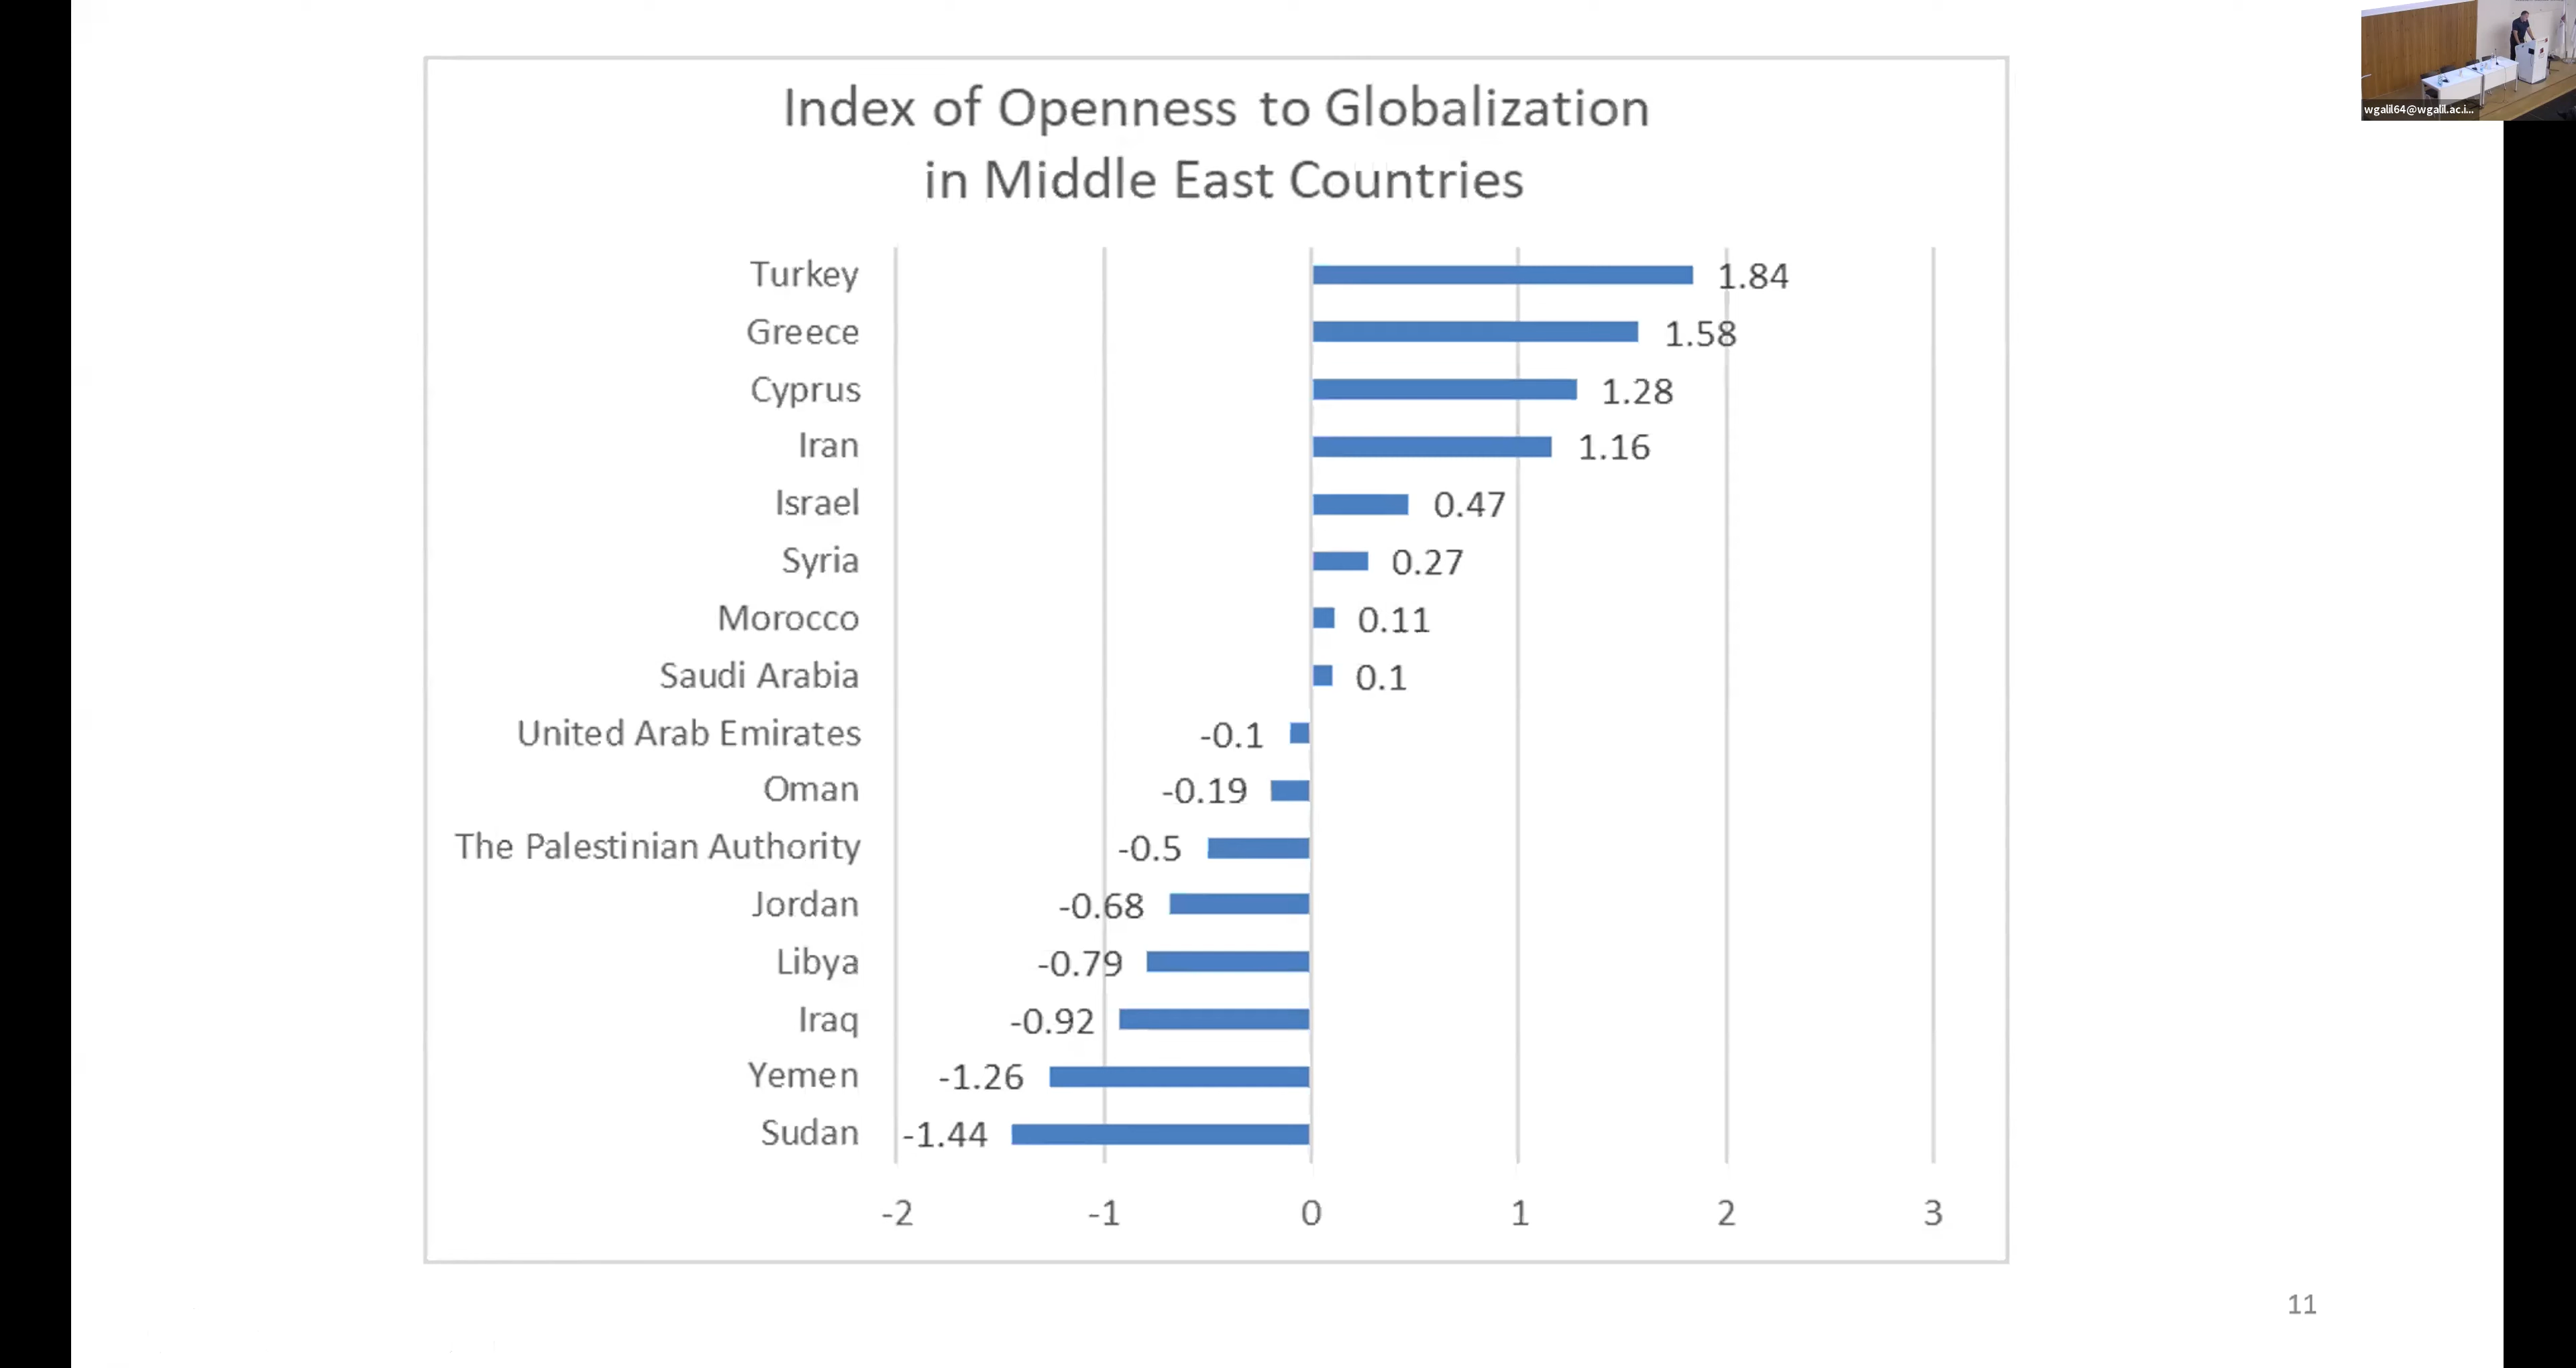 wgalil64@wgalil.ac.i...
Index of Openness to Globalization
in Middle East Countries
Turkey 1.84
Greece 1.58
Cyprus 1.28
Iran 1.16
Israel 0.47
Syria 0.27
Morocco 0.11
Saudi Arabia 0.1
United Arab Emirates -0.1
Oman -0.19
The Palestinian Authority -0.5
Jordan -0.68
Libya -0.79
Iraq -0.92
Yemen -1.26
Sudan -1.44
-2 -1 0 1 2 3
11